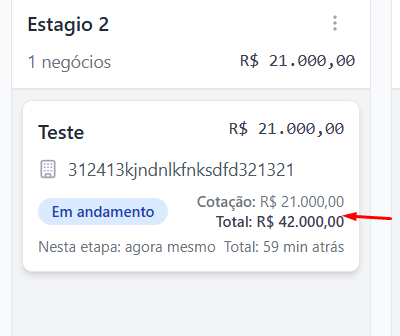 Estagio 2
1 negócios R$ 21.000,00
Teste R$ 21.000,00
312413kjndnlkfnksdfd321321
Em andamento
Cotação: R$ 21.000,00
Total: R$ 42.000,00
Nesta etapa: agora mesmo Total: 59 min atrás